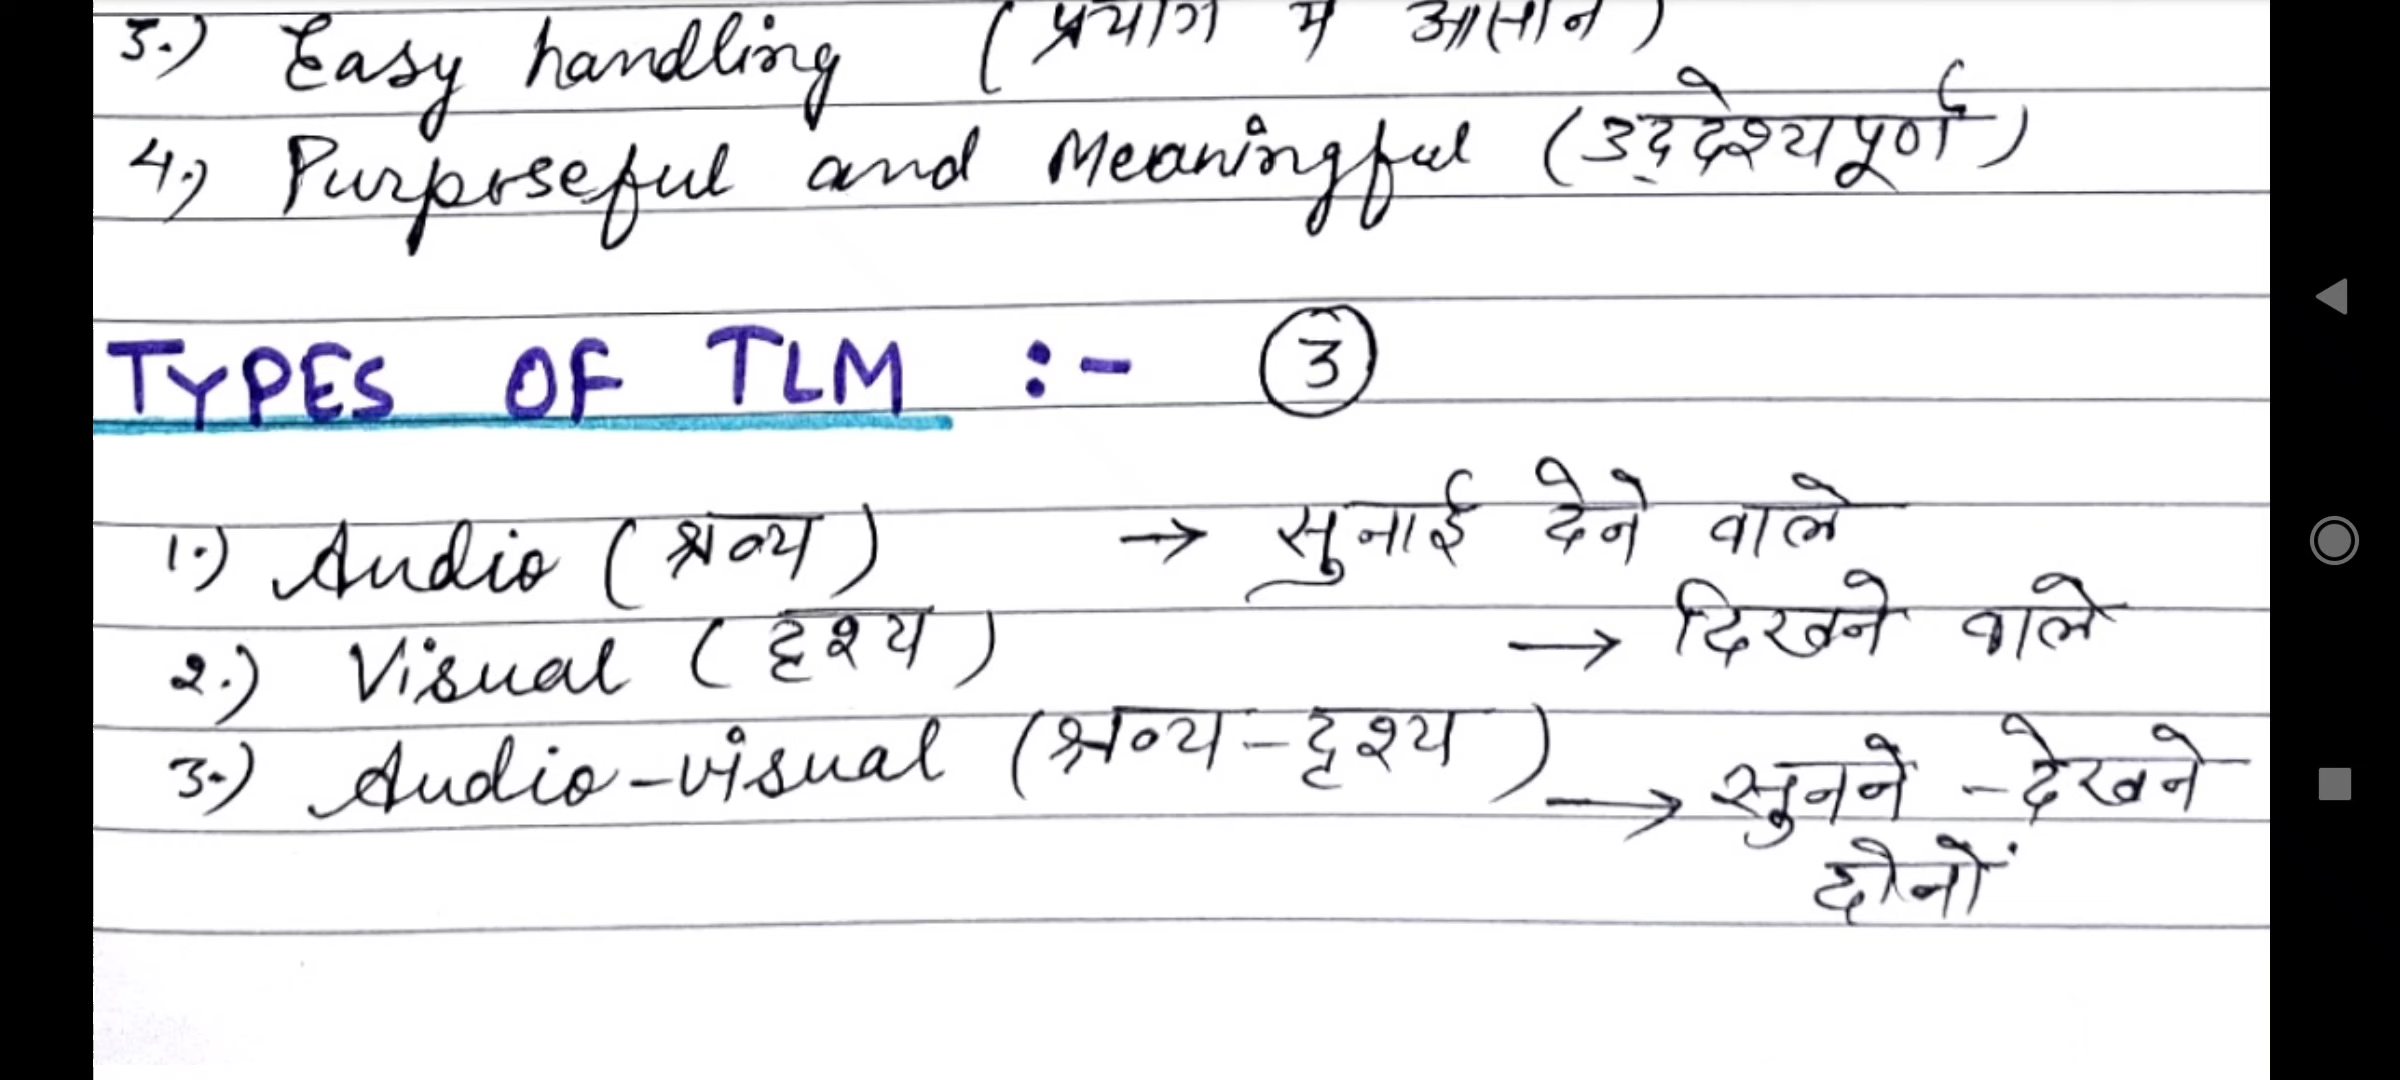 3.) Easy handling (प्रयोग में आसान)
4.) Purposeful and Meaningful (उद्देश्यपूर्ण)
TYPES OF TLM :- 3
1.) Audio (श्रव्य) → सुनाई देने वाले
2.) Visual (दृश्य) → दिखने वाले
3.) Audio-visual (श्रव्य-दृश्य) → सुनने -देखने
दोनों